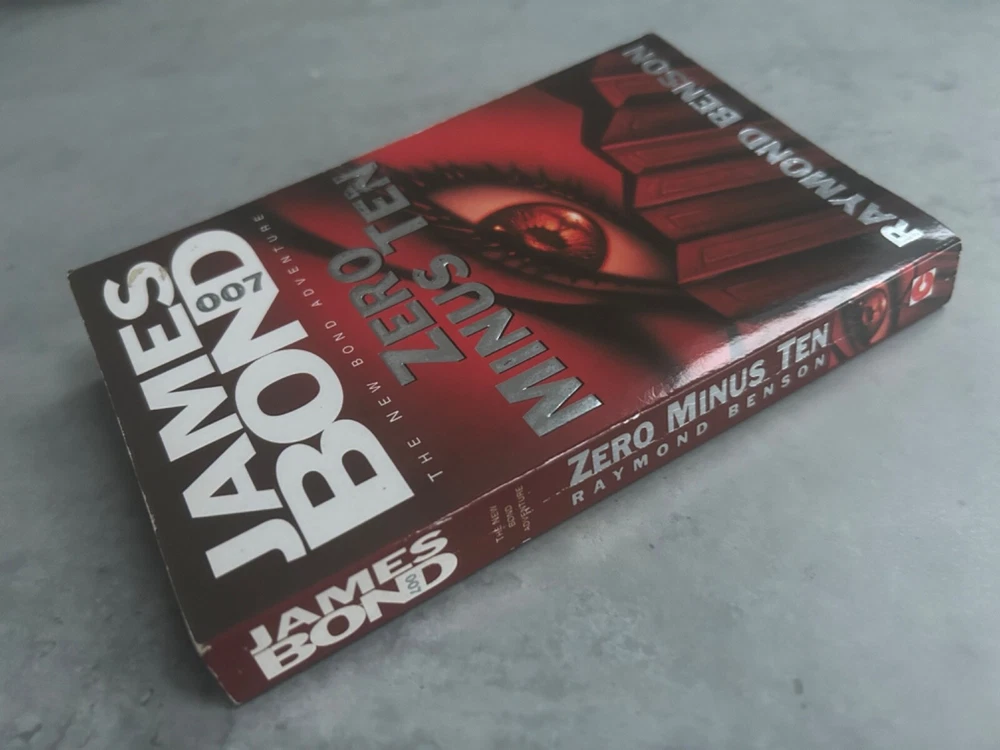 JAMES
BOND
007
THE NEW BOND ADVENTURE
ZERO TEN
MINUS
RAYMOND BENSON
JAMES
BOND
007
THE NEW
BOND
ADVENTURE
ZERO MINUS TEN
RAYMOND BENSON